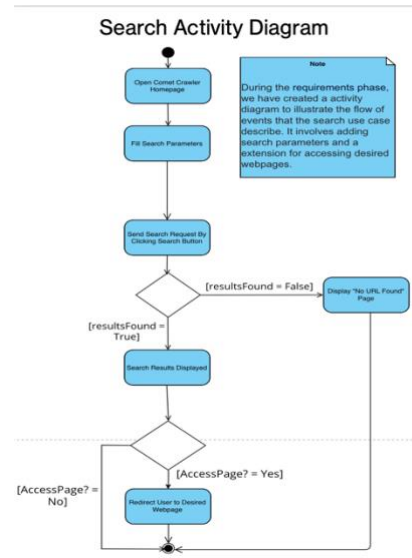 Search Activity Diagram
Open Comet Crawler
Homepage
Note
During the requirements phase,
we have created a activity
diagram to illustrate the flow of
events that the search use case
describe. It involves adding
search parameters and a
extension for accessing desired
webpages.
Fill Search Parameters
Send Search Request By
Clicking Search Button
[resultsFound = False]
Display "No URL Found"
Page
[resultsFound =
True]
Search Results Displayed
[AccessPage? = Yes]
[AccessPage? =
No]
Redirect User to Desired
Webpage